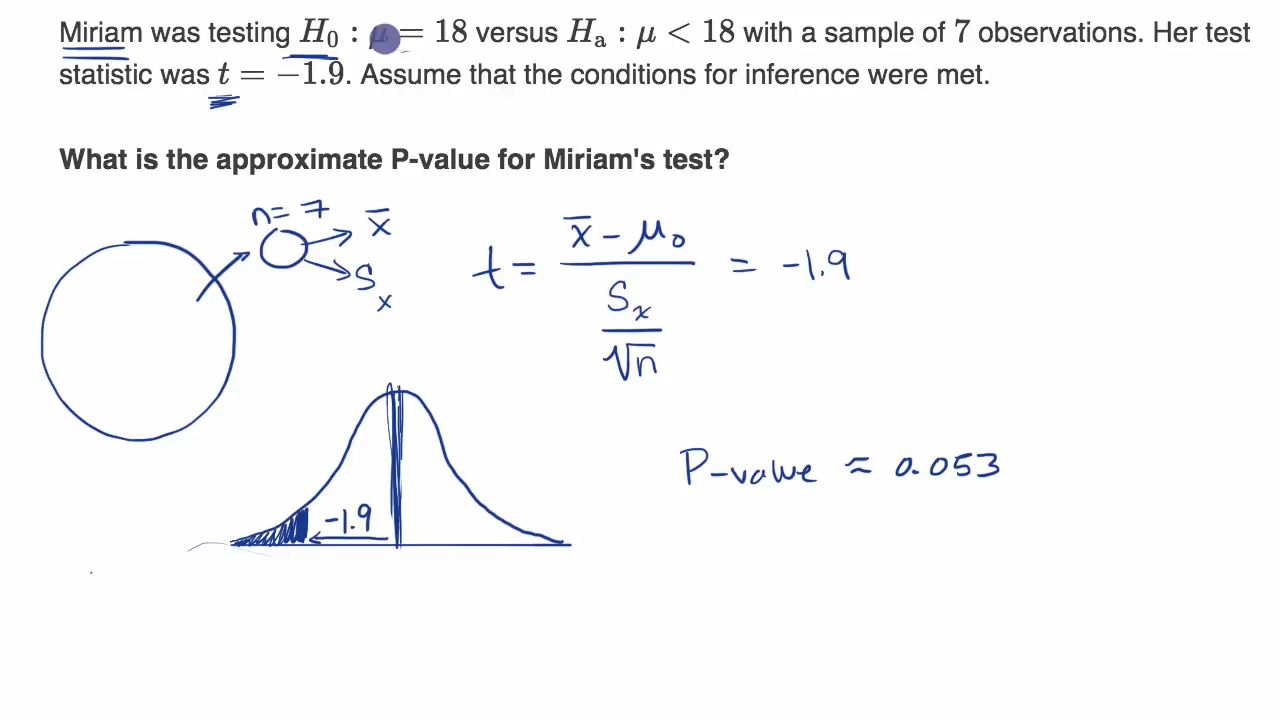 Miriam was testing H₀ : μ = 18 versus Hₐ : μ < 18 with a sample of 7 observations. Her test
statistic was t = −1.9. Assume that the conditions for inference were met.
What is the approximate P-value for Miriam's test?
n = 7
x̄
Sₓ
t = (x̄ − μ₀) / (Sₓ / √n) = −1.9
P-value ≈ 0.053
−1.9